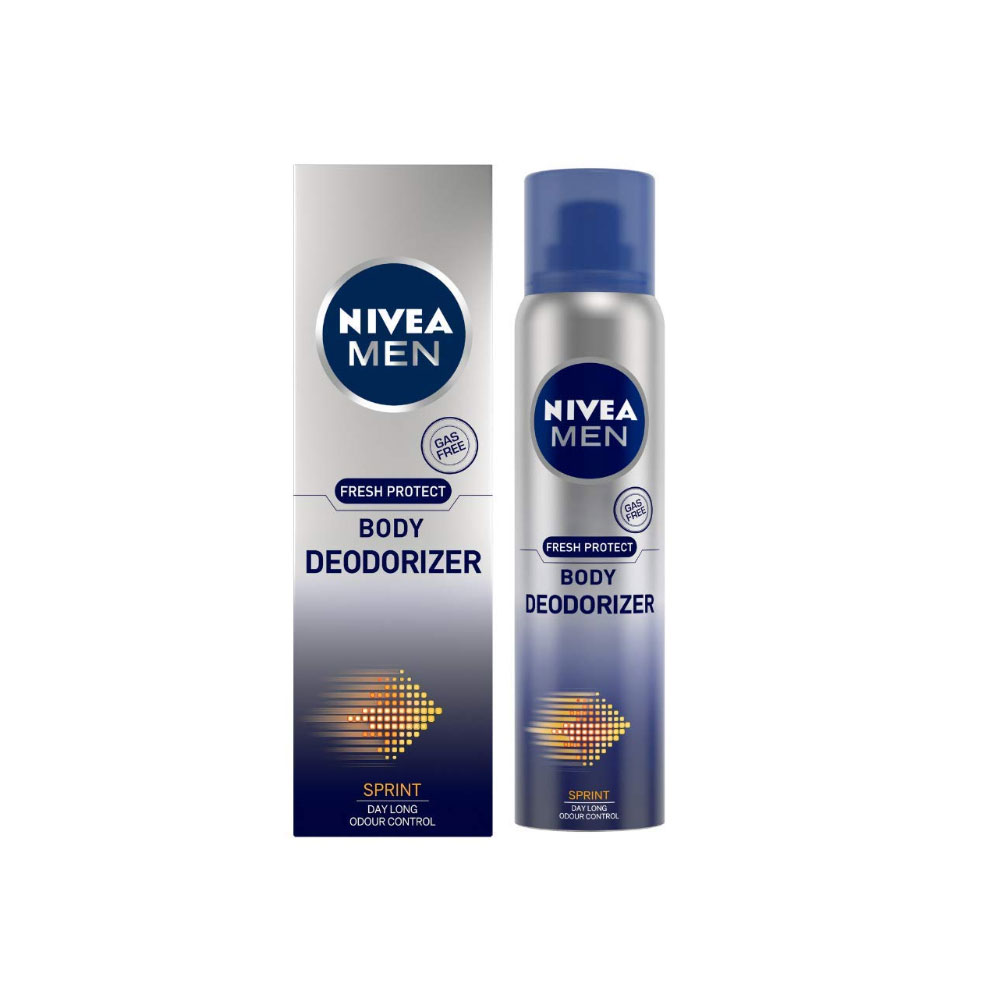 NIVEA
MEN
GAS
FREE
FRESH PROTECT
BODY
DEODORIZER
SPRINT
DAY LONG
ODOUR CONTROL
NIVEA
MEN
GAS
FREE
FRESH PROTECT
BODY
DEODORIZER
SPRINT
DAY LONG
ODOUR CONTROL